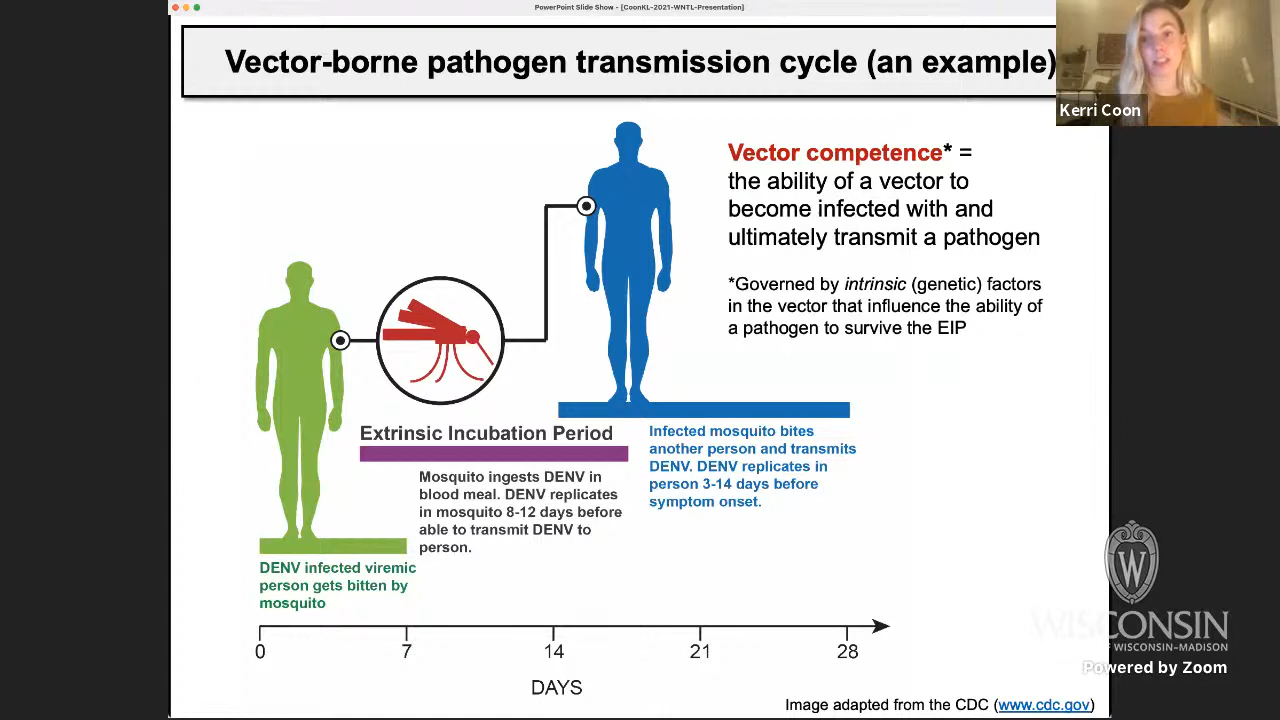 PowerPoint Slide Show - [CoonKL-2021-WNTL-Presentation]
Vector-borne pathogen transmission cycle (an example)
Kerri Coon
Vector competence* =
the ability of a vector to
become infected with and
ultimately transmit a pathogen
*Governed by intrinsic (genetic) factors
in the vector that influence the ability of
a pathogen to survive the EIP
Extrinsic Incubation Period
Mosquito ingests DENV in
blood meal. DENV replicates
in mosquito 8-12 days before
able to transmit DENV to
person.
Infected mosquito bites
another person and transmits
DENV. DENV replicates in
person 3-14 days before
symptom onset.
DENV infected viremic
person gets bitten by
mosquito
0 7 14 21 28
DAYS
W
WISCONSIN
OF WISCONSIN–MADISON
Powered by Zoom
Image adapted from the CDC (www.cdc.gov)